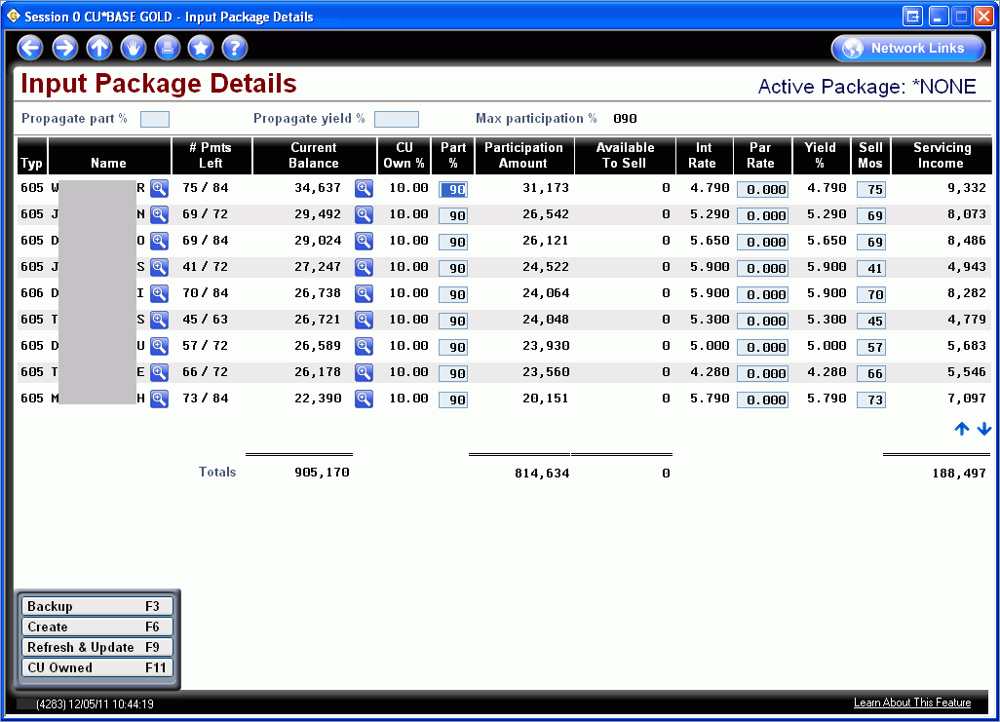 Session 0 CU*BASE GOLD - Input Package Details
Network Links
Input Package Details
Active Package: *NONE
Propagate part % Propagate yield % Max participation % 090
Typ Name # Pmts Left Current Balance CU Own % Part % Participation Amount Available To Sell Int Rate Par Rate Yield % Sell Mos Servicing Income
605 W R 75 / 84 34,637 10.00 90 31,173 0 4.790 0.000 4.790 75 9,332
605 J N 69 / 72 29,492 10.00 90 26,542 0 5.290 0.000 5.290 69 8,073
605 D O 69 / 84 29,024 10.00 90 26,121 0 5.650 0.000 5.650 69 8,486
605 J S 41 / 72 27,247 10.00 90 24,522 0 5.900 0.000 5.900 41 4,943
606 D I 70 / 84 26,738 10.00 90 24,064 0 5.900 0.000 5.900 70 8,282
605 T S 45 / 63 26,721 10.00 90 24,048 0 5.300 0.000 5.300 45 4,779
605 D U 57 / 72 26,589 10.00 90 23,930 0 5.000 0.000 5.000 57 5,683
605 T E 66 / 72 26,178 10.00 90 23,560 0 4.280 0.000 4.280 66 5,546
605 M H 73 / 84 22,390 10.00 90 20,151 0 5.790 0.000 5.790 73 7,097
Totals 905,170 814,634 0 188,497
Backup F3
Create F6
Refresh & Update F9
CU Owned F11
(4283) 12/05/11 10:44:19
Learn About This Feature